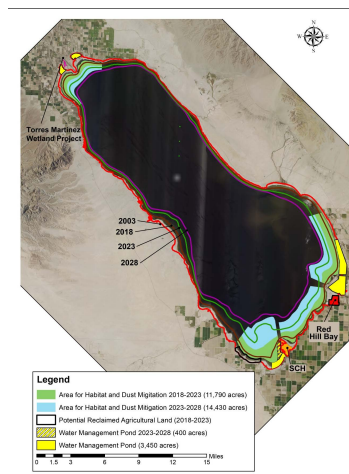 N
W
E
S
Torres Martinez
Wetland Project
2003
2018
2023
2028
Red
Hill Bay
SCH
Legend
Area for Habitat and Dust Migitation 2018-2023 (11,790 acres)
Area for Habitat and Dust Mitigation 2023-2028 (14,430 acres)
Potential Reclaimed Agricultural Land (2018-2023)
Water Management Pond 2023-2028 (400 acres)
Water Management Pond (3,450 acres)
0 1.5 3 6 9 12 15
Miles